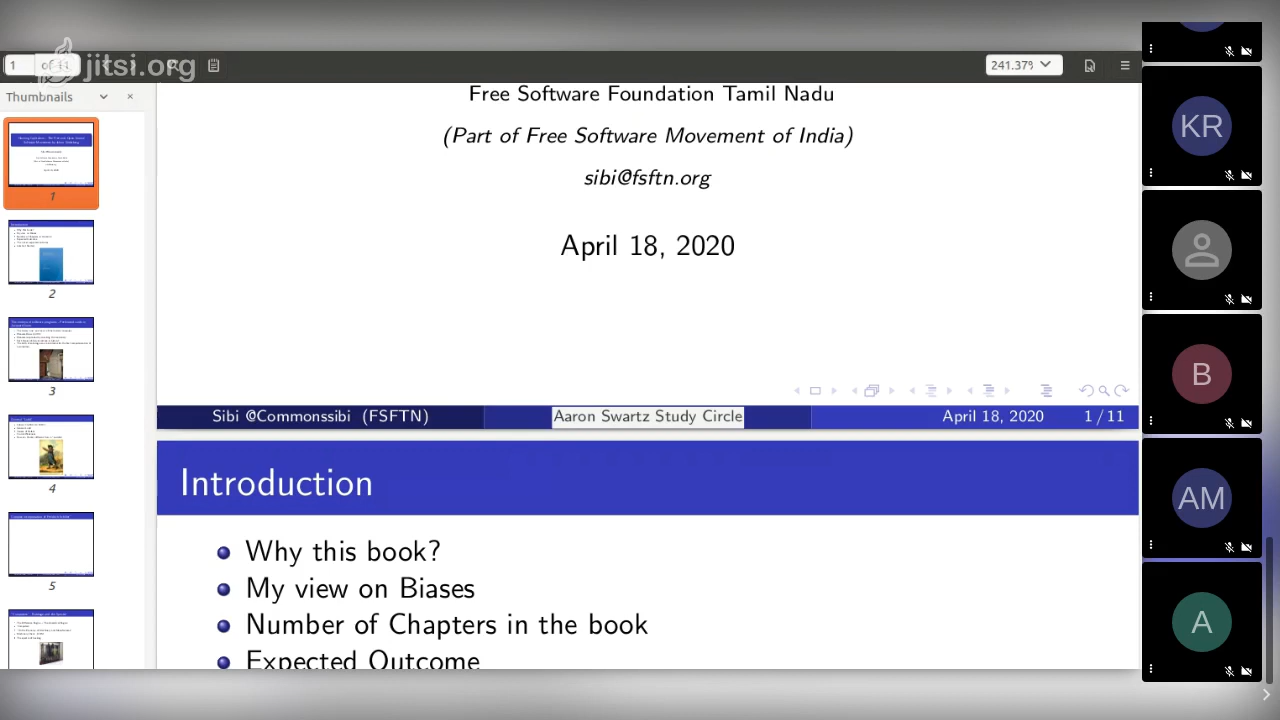 1
of 11
jitsi.org
241.37%
Thumbnails
1
2
3
4
5
Free Software Foundation Tamil Nadu
(Part of Free Software Movement of India)
sibi@fsftn.org
April 18, 2020
Sibi @Commonssibi (FSFTN)
Aaron Swartz Study Circle
April 18, 2020
1 / 11
Introduction
Why this book?
My view on Biases
Number of Chapters in the book
Expected Outcome
KR
B
AM
A